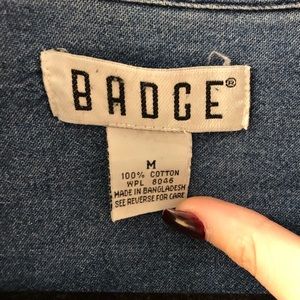 BADGE®
M
100% COTTON
WPL 8046
MADE IN BANGLADESH
SEE REVERSE FOR CARE